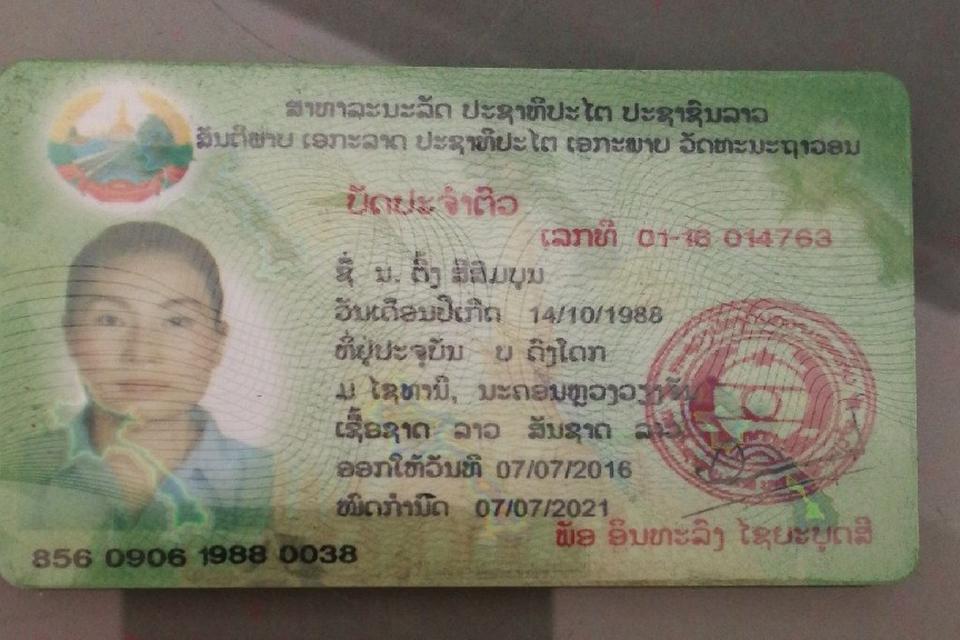 ສາທາລະນະລັດ ປະຊາທິປະໄຕ ປະຊາຊົນລາວ
ສັນຕິພາບ ເອກະລາດ ປະຊາທິປະໄຕ ເອກະພາບ ວັດທະນະຖາວອນ
ບັດປະຈຳຕົວ
ເລກທີ 01-16 014763
ຊື່ ນ. ຕິ໋ງ ສີສົມບຸນ
ວັນເດືອນປີເກີດ 14/10/1988
ທີ່ຢູ່ປະຈຸບັນ ບ ດົງໂດກ
ມ ໄຊທານີ, ນະຄອນຫຼວງວຽງຈັນ
ເຊື້ອຊາດ ລາວ ສັນຊາດ ລາວ
ອອກໃຫ້ວັນທີ 07/07/2016
ໝົດກຳນົດ 07/07/2021
ພັອ ອິນທະລົງ ໄຊຍະບູດສີ
856 0906 1988 0038